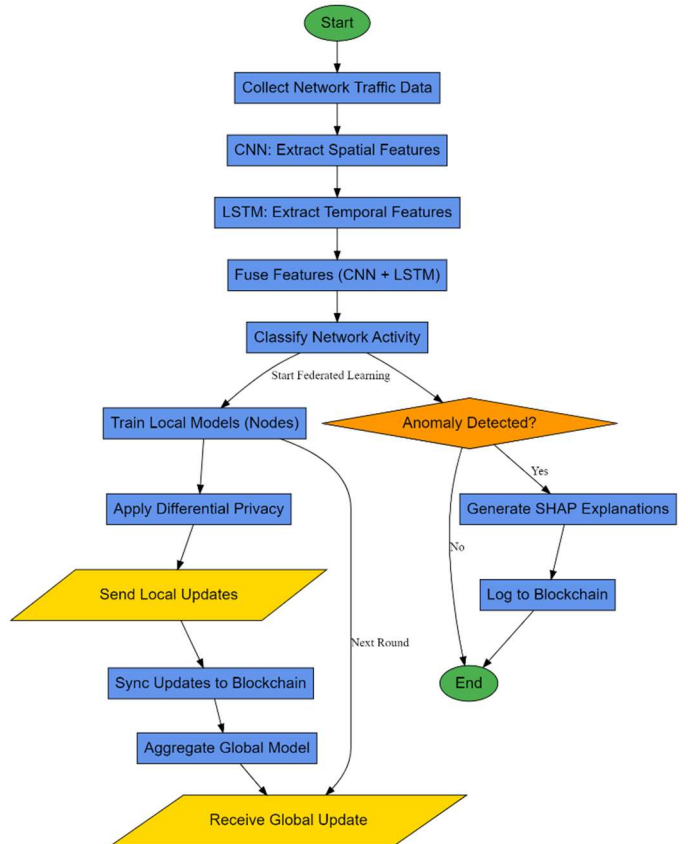 Start
Collect Network Traffic Data
CNN: Extract Spatial Features
LSTM: Extract Temporal Features
Fuse Features (CNN + LSTM)
Classify Network Activity
Start Federated Learning
Train Local Models (Nodes)
Anomaly Detected?
Yes
Apply Differential Privacy
Generate SHAP Explanations
No
Send Local Updates
Log to Blockchain
Next Round
Sync Updates to Blockchain
End
Aggregate Global Model
Receive Global Update